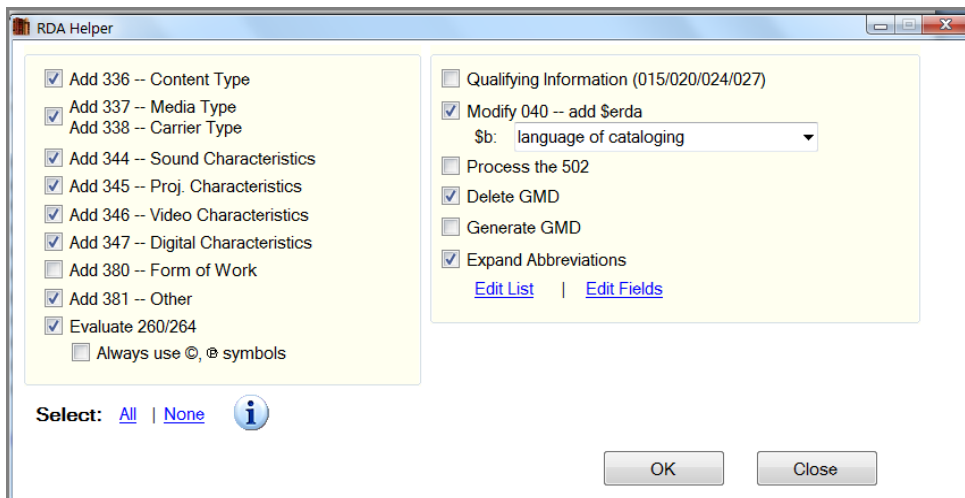 RDA Helper
Add 336 -- Content Type
Add 337 -- Media Type
Add 338 -- Carrier Type
Add 344 -- Sound Characteristics
Add 345 -- Proj. Characteristics
Add 346 -- Video Characteristics
Add 347 -- Digital Characteristics
Add 380 -- Form of Work
Add 381 -- Other
Evaluate 260/264
Always use ©, ℗ symbols
Qualifying Information (015/020/024/027)
Modify 040 -- add $erda
$b: language of cataloging
Process the 502
Delete GMD
Generate GMD
Expand Abbreviations
Edit List | Edit Fields
Select: All | None
OK Close